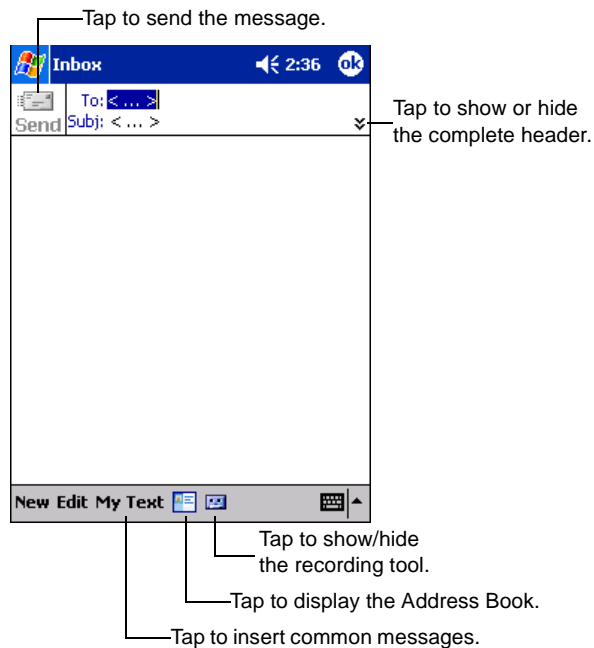 Tap to send the message.
Inbox 2:36 ok
To: < ... >
Send Subj: < ... >
Tap to show or hide
the complete header.
New Edit My Text
Tap to show/hide
the recording tool.
Tap to display the Address Book.
Tap to insert common messages.